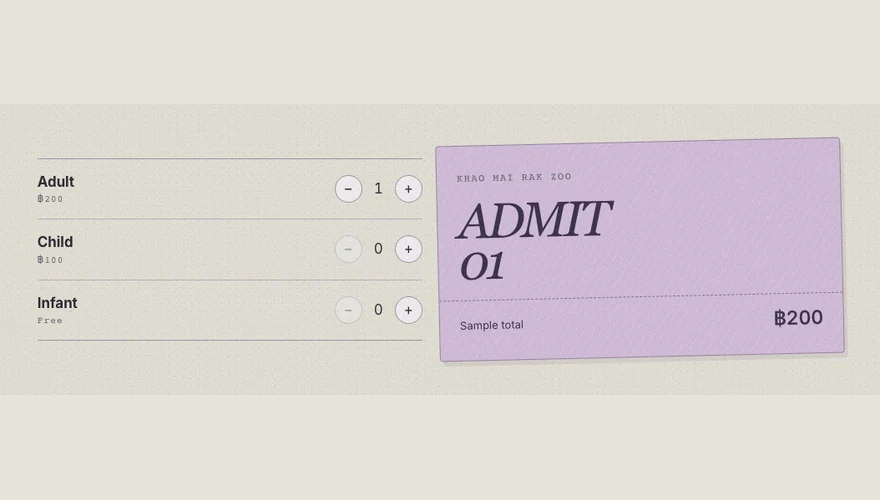 Adult
฿200
− 1 +
Child
฿100
− 0 +
Infant
Free
− 0 +
KHAO MAI RAK ZOO
ADMIT
01
Sample total
฿200